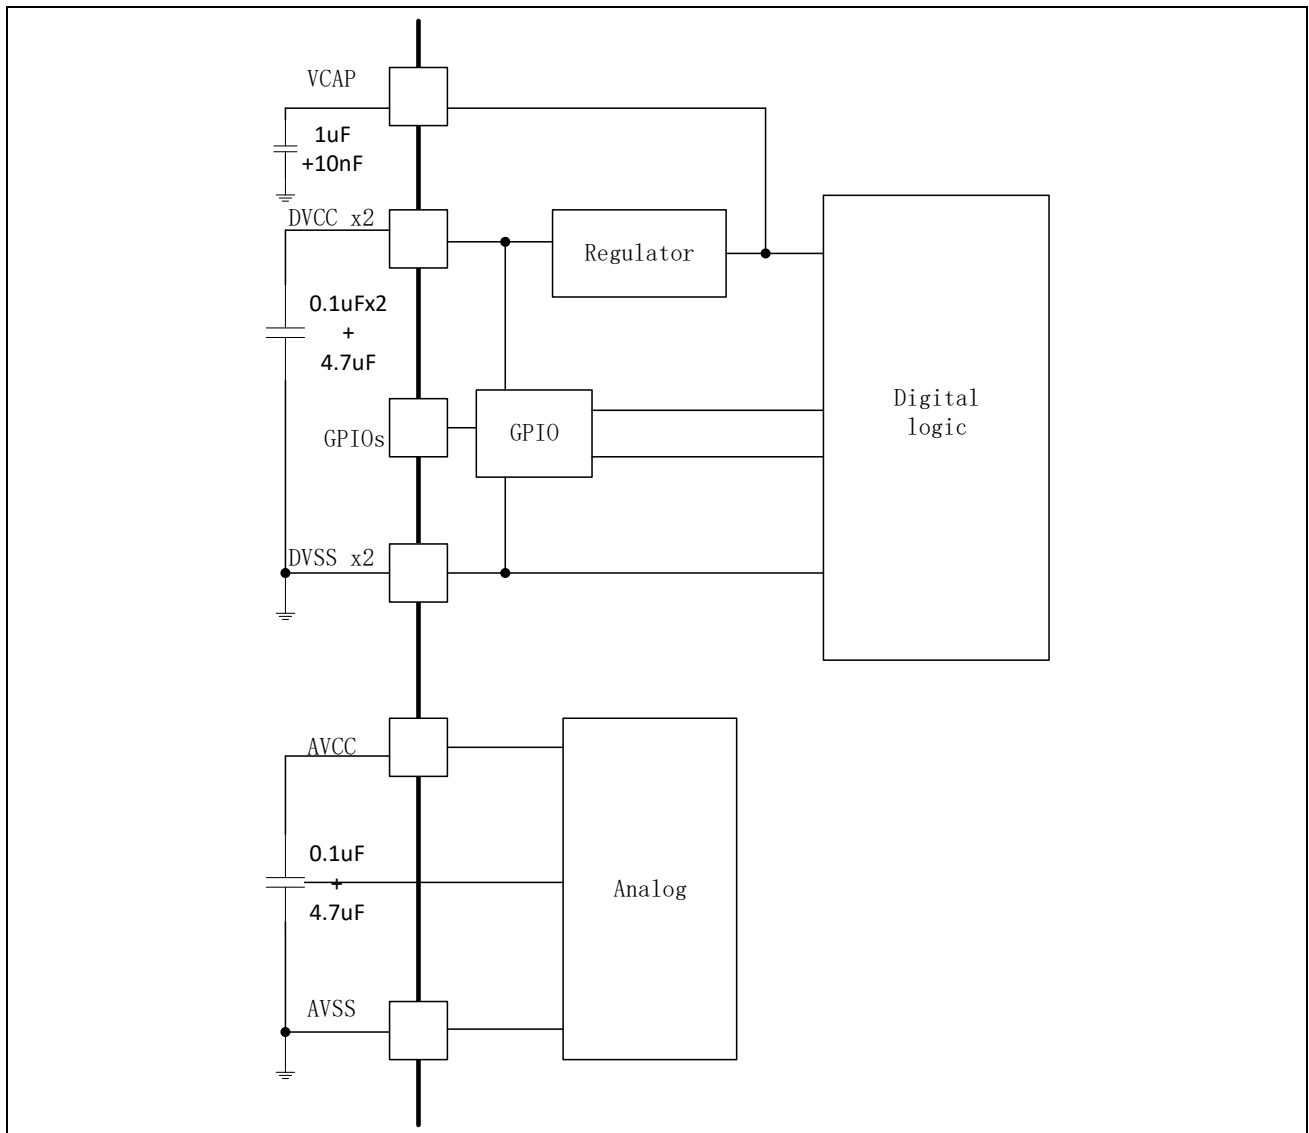 VCAP
1uF
+10nF
DVCC x2
Regulator
0.1uFx2
+
4.7uF
Digital
logic
GPIOs
GPIO
DVSS x2
AVCC
0.1uF
+
4.7uF
Analog
AVSS